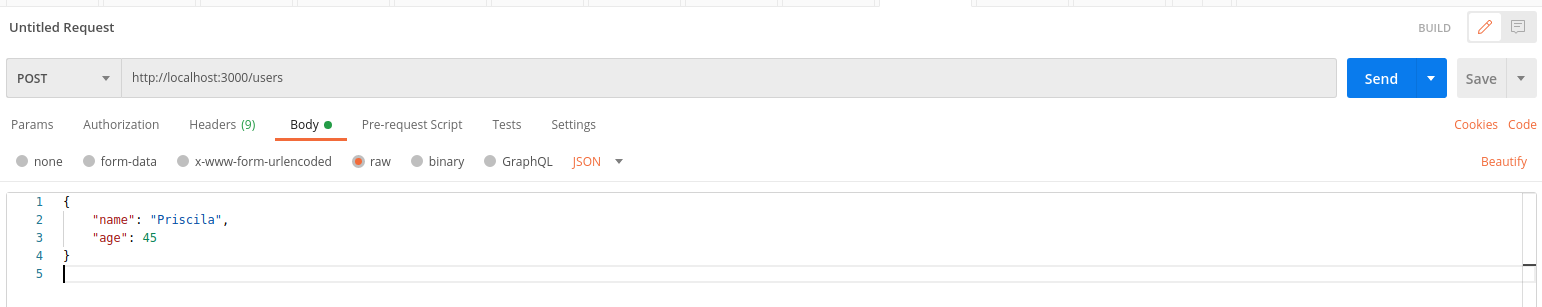 Untitled Request
BUILD
POST
http://localhost:3000/users
Send
Save
Params Authorization Headers (9) Body Pre-request Script Tests Settings
Cookies Code
none form-data x-www-form-urlencoded raw binary GraphQL JSON
Beautify
1 {
2 "name": "Priscila",
3 "age": 45
4 }
5